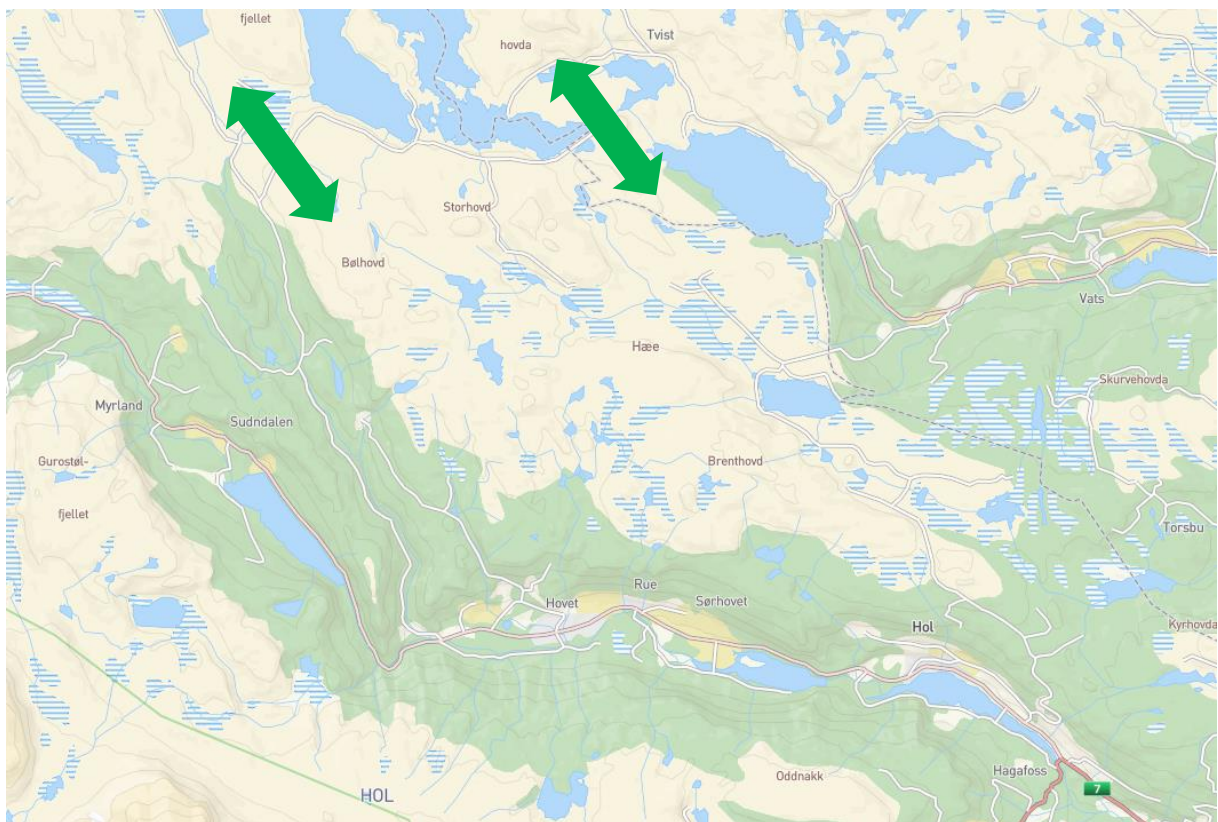 fjellet
hovda
Tvist
Storhovd
Bølhovd
Vats
Hæe
Skurvehovda
Myrland
Sudndalen
Gurostøl-
fjellet
Brenthovd
Torsbu
Rue
Hovet
Sørhovet
Hol
Kyrhovda
Oddnakk
Hagafoss
HOL
7